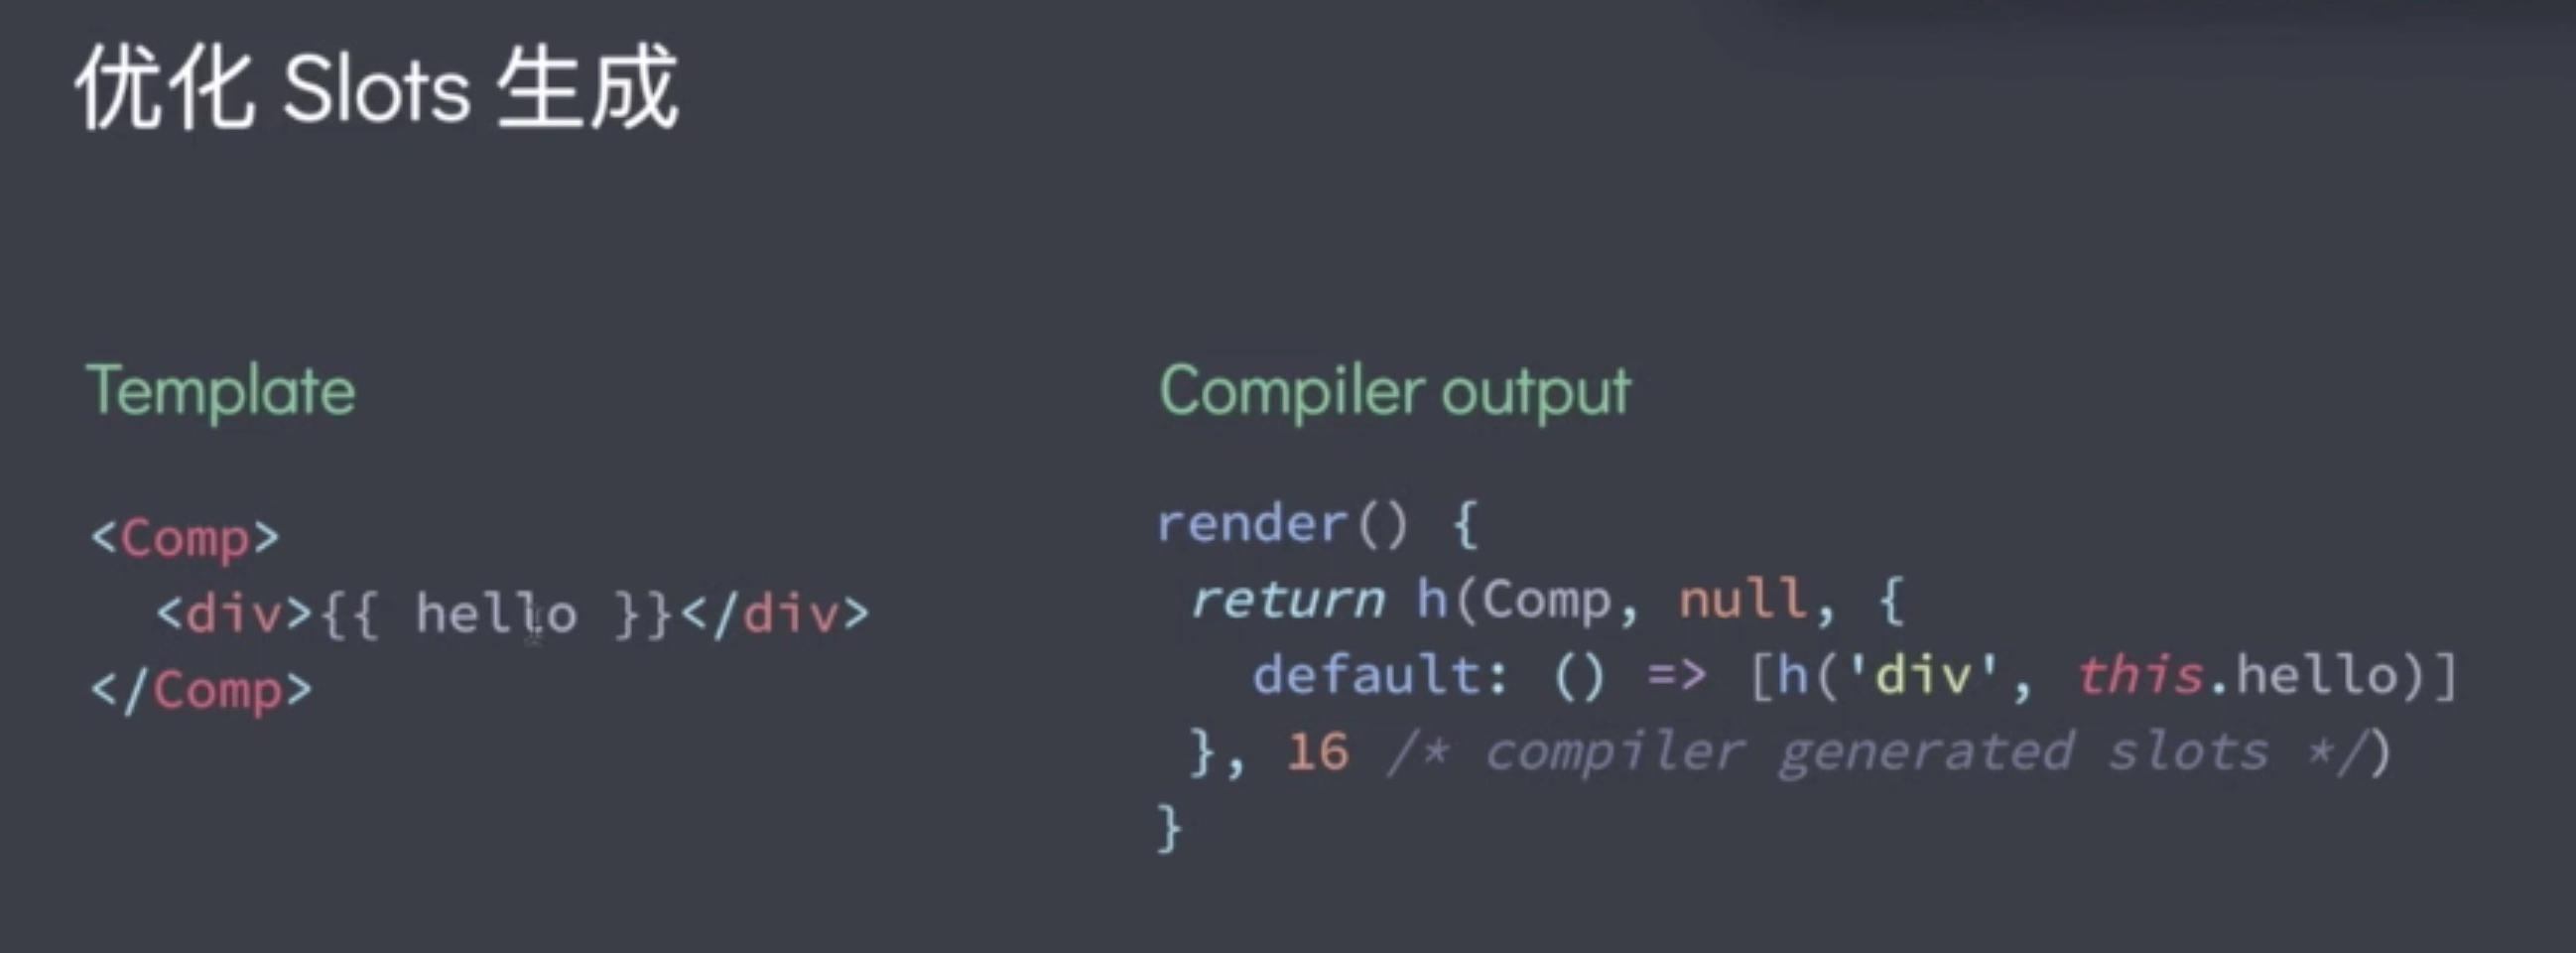 优化 Slots 生成
Template
<Comp>
  <div>{{ hello }}</div>
</Comp>
Compiler output
render() {
 return h(Comp, null, {
   default: () => [h('div', this.hello)]
 }, 16 /* compiler generated slots */)
}